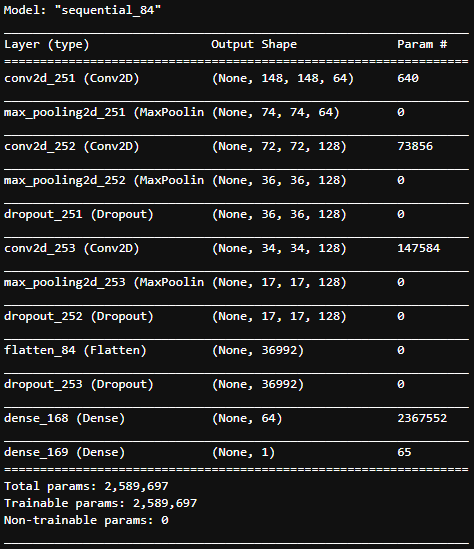 Model: "sequential_84"
Layer (type) Output Shape Param #
conv2d_251 (Conv2D) (None, 148, 148, 64) 640
max_pooling2d_251 (MaxPoolin (None, 74, 74, 64) 0
conv2d_252 (Conv2D) (None, 72, 72, 128) 73856
max_pooling2d_252 (MaxPoolin (None, 36, 36, 128) 0
dropout_251 (Dropout) (None, 36, 36, 128) 0
conv2d_253 (Conv2D) (None, 34, 34, 128) 147584
max_pooling2d_253 (MaxPoolin (None, 17, 17, 128) 0
dropout_252 (Dropout) (None, 17, 17, 128) 0
flatten_84 (Flatten) (None, 36992) 0
dropout_253 (Dropout) (None, 36992) 0
dense_168 (Dense) (None, 64) 2367552
dense_169 (Dense) (None, 1) 65
Total params: 2,589,697
Trainable params: 2,589,697
Non-trainable params: 0